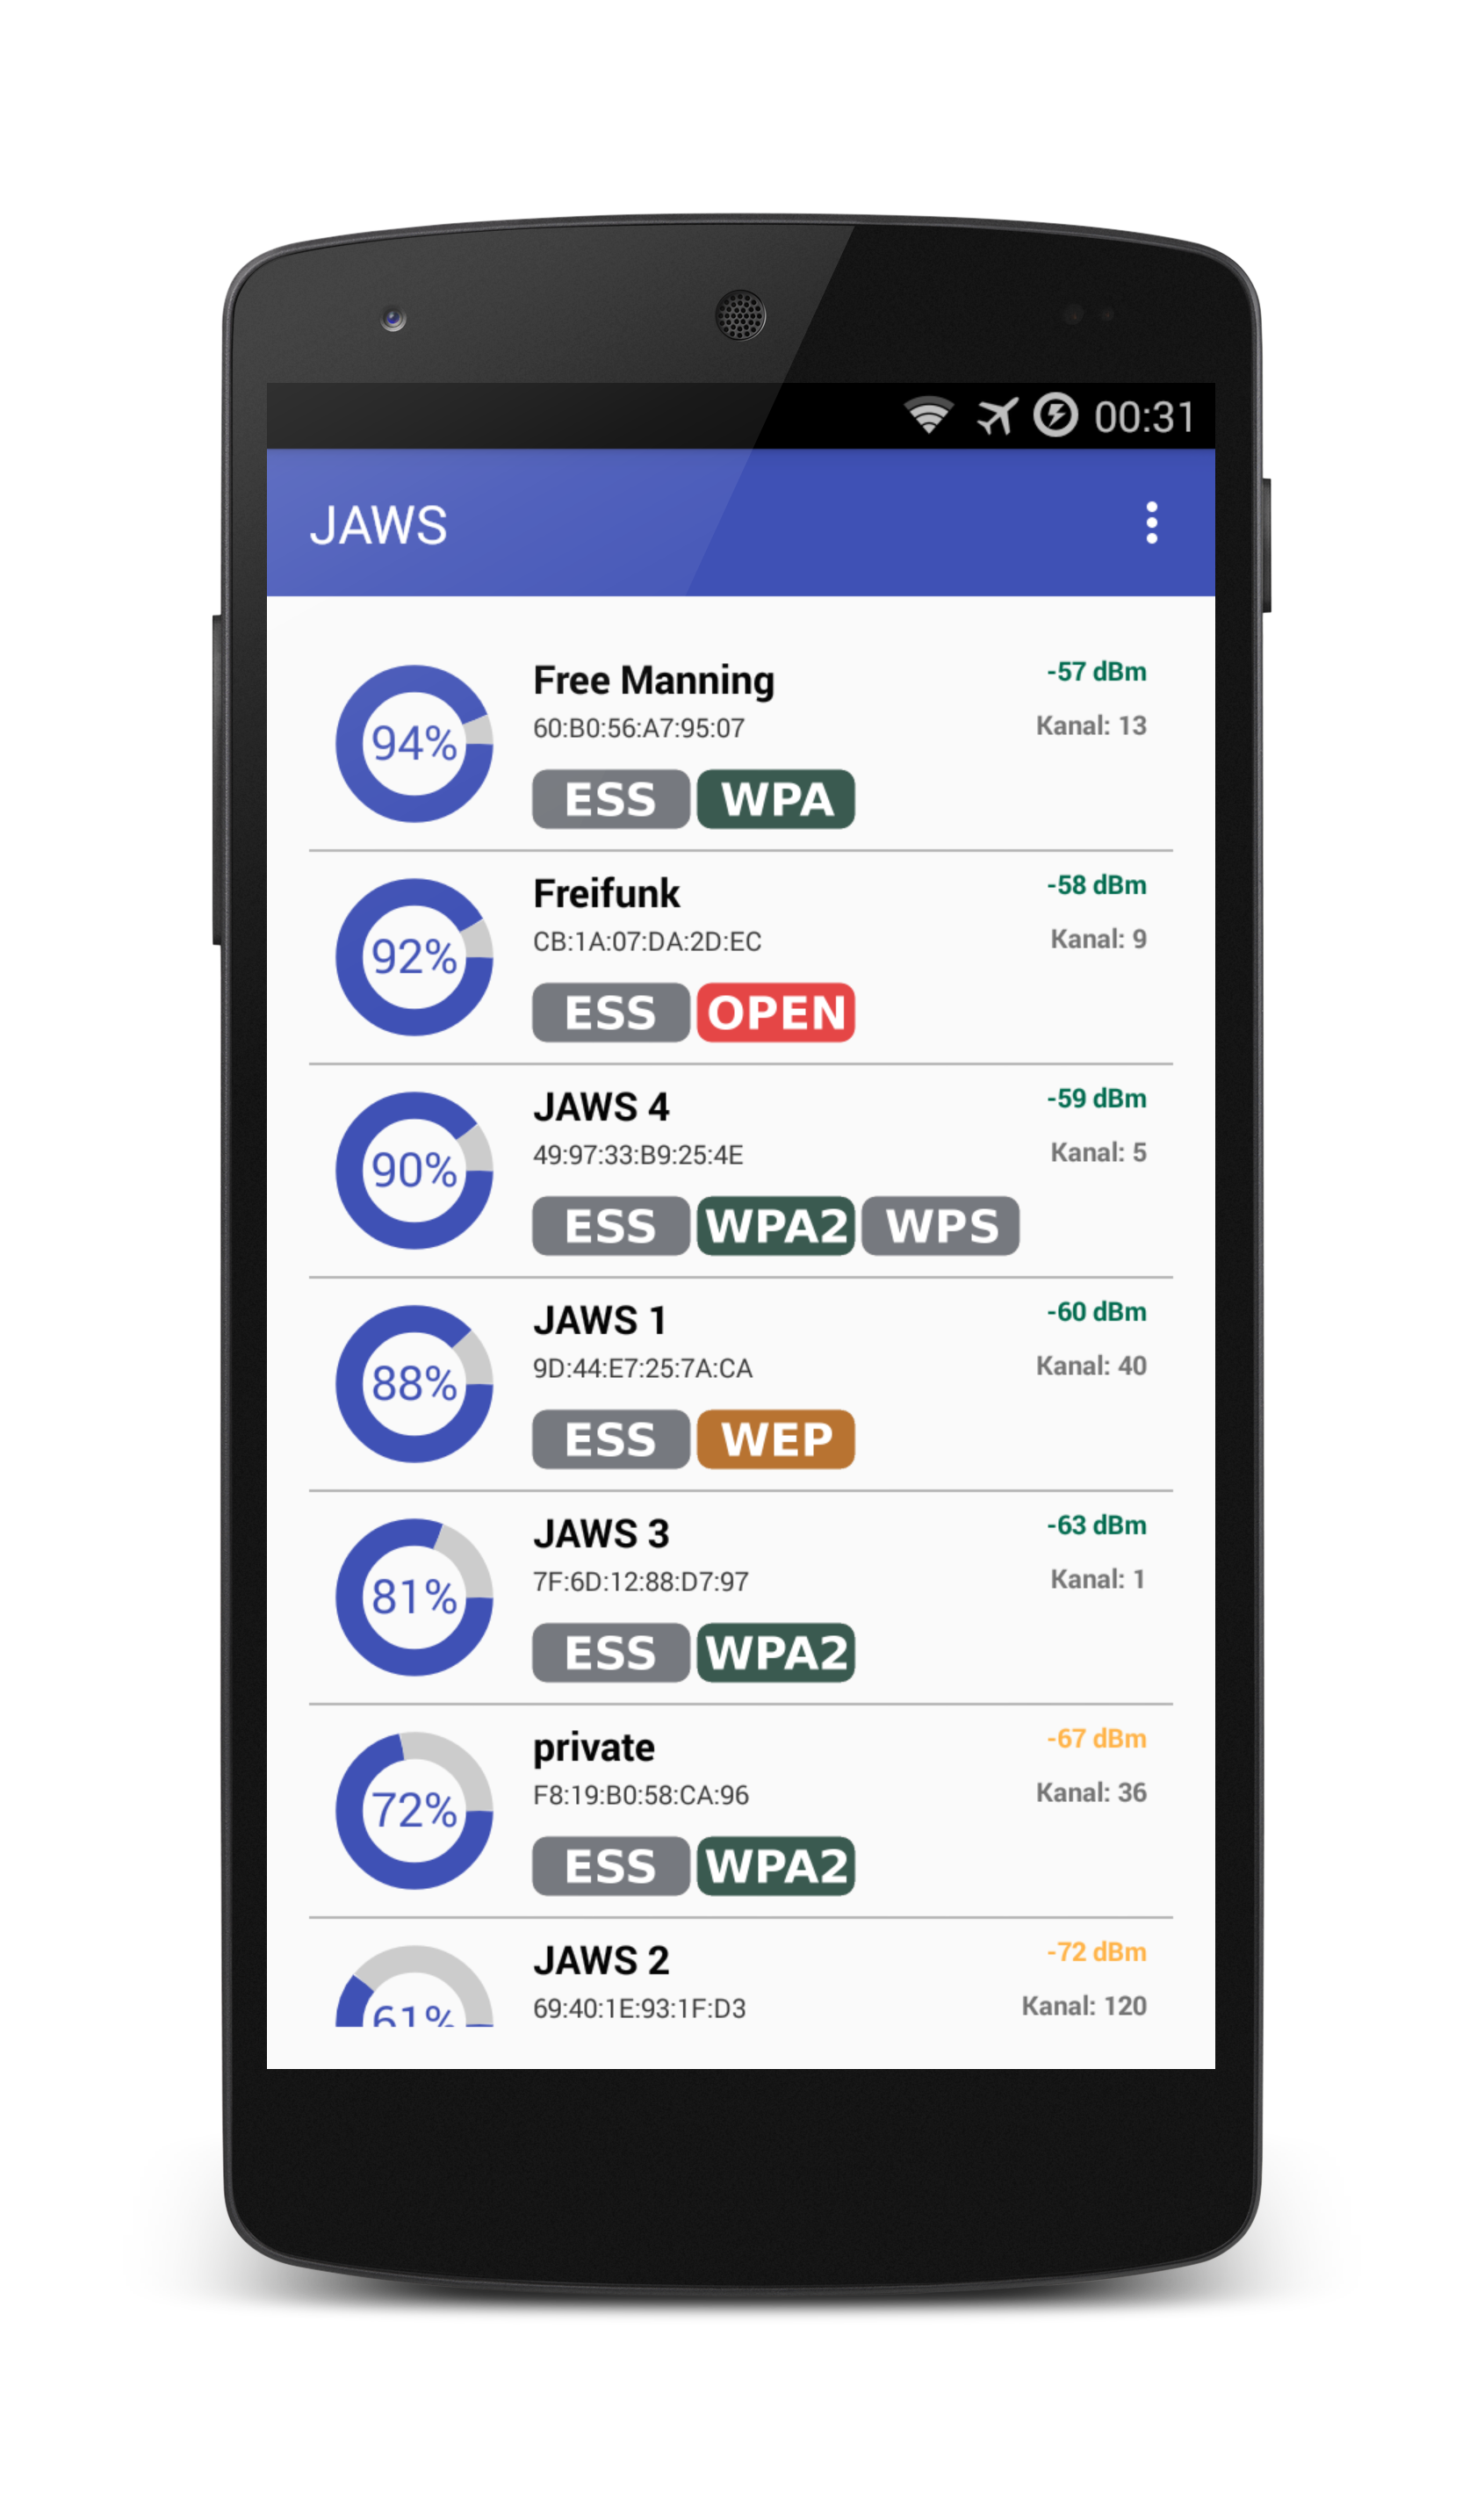 00:31
JAWS
94%
Free Manning
-57 dBm
60:B0:56:A7:95:07
Kanal: 13
ESS WPA
92%
Freifunk
-58 dBm
CB:1A:07:DA:2D:EC
Kanal: 9
ESS OPEN
90%
JAWS 4
-59 dBm
49:97:33:B9:25:4E
Kanal: 5
ESS WPA2 WPS
88%
JAWS 1
-60 dBm
9D:44:E7:25:7A:CA
Kanal: 40
ESS WEP
81%
JAWS 3
-63 dBm
7F:6D:12:88:D7:97
Kanal: 1
ESS WPA2
72%
private
-67 dBm
F8:19:B0:58:CA:96
Kanal: 36
ESS WPA2
61%
JAWS 2
-72 dBm
69:40:1E:93:1F:D3
Kanal: 120